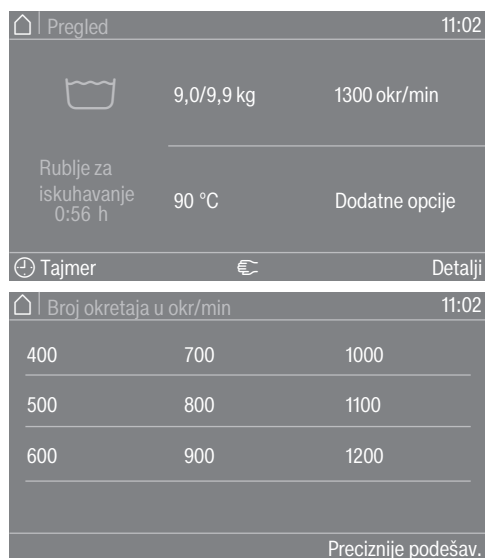 Pregled 11:02
9,0/9,9 kg 1300 okr/min
Rublje za
iskuhavanje
0:56 h
90 °C Dodatne opcije
Tajmer Detalji
Broj okretaja u okr/min 11:02
400 700 1000
500 800 1100
600 900 1200
Preciznije podešav.